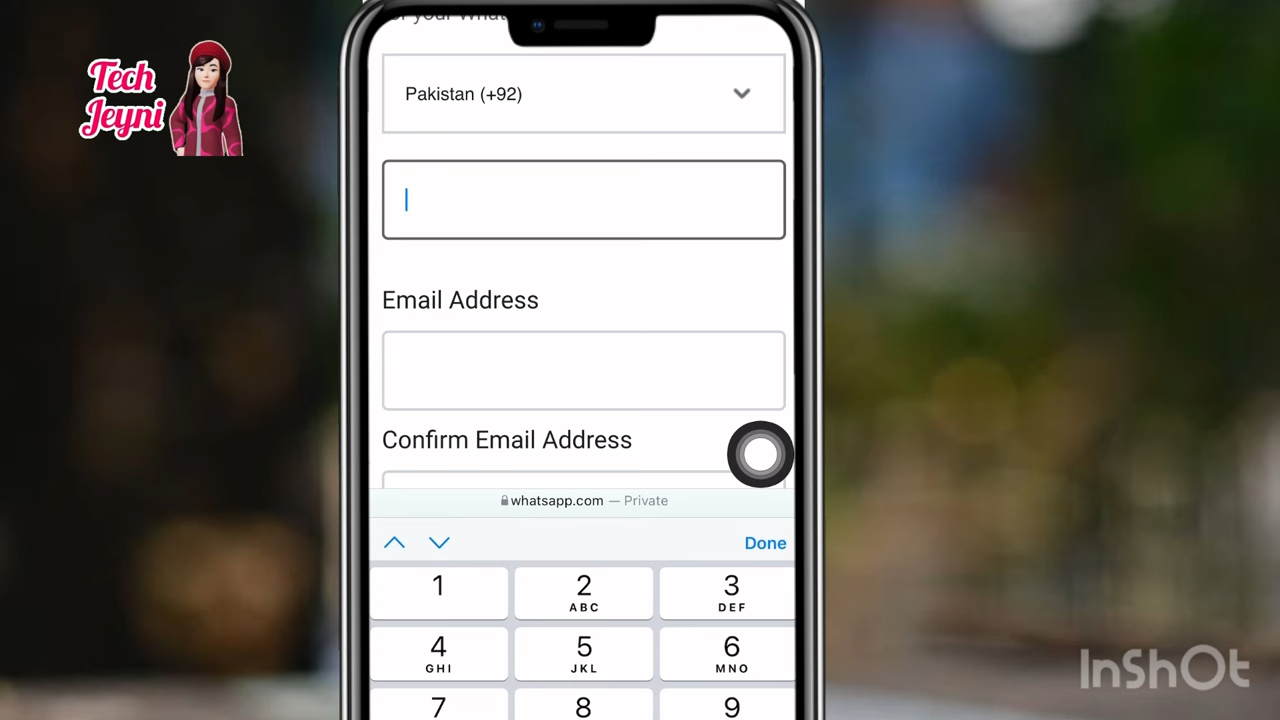 Tech
Jeyni
Pakistan (+92)
Email Address
Confirm Email Address
whatsapp.com — Private
Done
1
2
ABC
3
DEF
4
GHI
5
JKL
6
MNO
7
8
9
InShOt